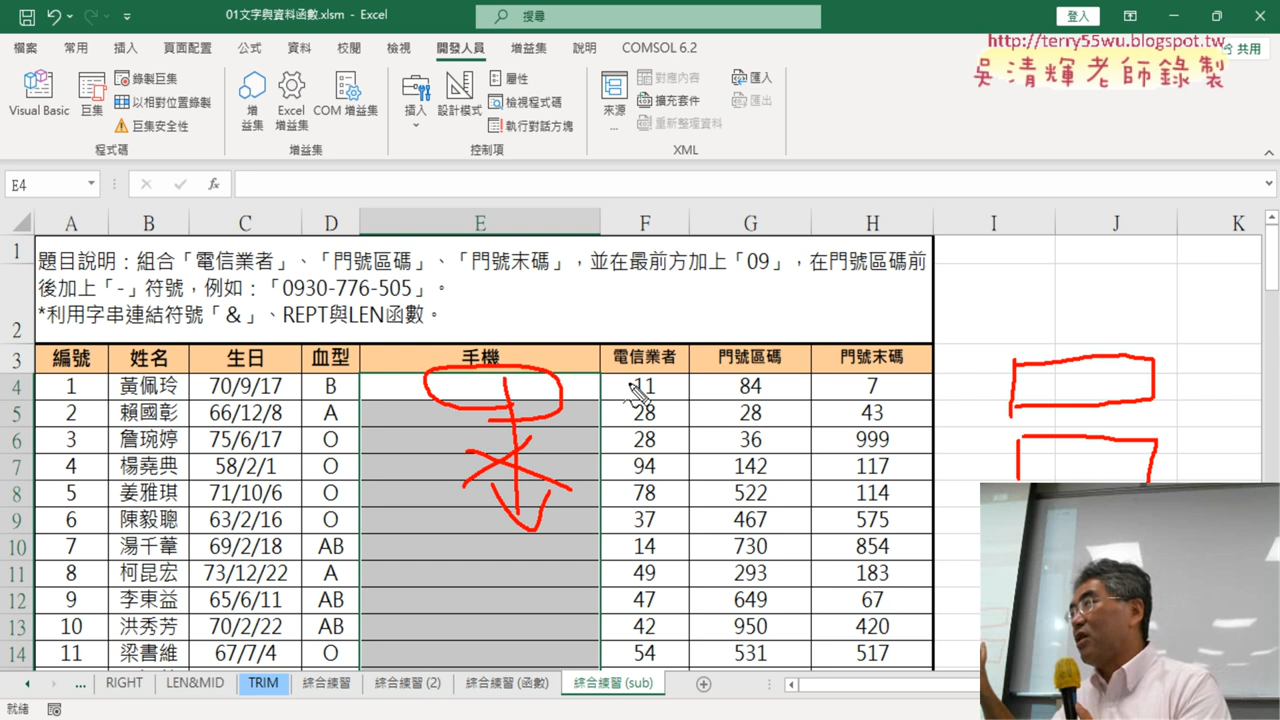 01文字與資料函數.xlsm - Excel
搜尋
登入
檔案 常用 插入 頁面配置 公式 資料 校閱 檢視 開發人員 增益集 說明 COMSOL 6.2
共用
http://terry55wu.blogspot.tw
吳清輝老師錄製
Visual Basic
巨集
錄製巨集
以相對位置錄製
巨集安全性
程式碼
增益集
Excel 增益集
COM 增益集
增益集
插入
設計模式
屬性
檢視程式碼
執行對話方塊
控制項
來源...
對應內容
擴充套件
重新整理資料
匯入
匯出
XML
E4
fx
A B C D E F G H I J K
1
2
題目說明：組合「電信業者」、「門號區碼」、「門號末碼」，並在最前方加上「09」，在門號區碼前
後加上「-」符號，例如：「0930-776-505」。
*利用字串連結符號「&」、REPT與LEN函數。
3 編號 姓名 生日 血型 手機 電信業者 門號區碼 門號末碼
4 1 黃佩玲 70/9/17 B 11 84 7
5 2 賴國彰 66/12/8 A 28 28 43
6 3 詹琬婷 75/6/17 O 28 36 999
7 4 楊堯典 58/2/1 O 94 142 117
8 5 姜雅琪 71/10/6 O 78 522 114
9 6 陳毅聰 63/2/16 O 37 467 575
10 7 湯千葦 69/2/18 AB 14 730 854
11 8 柯昆宏 73/12/22 A 49 293 183
12 9 李東益 65/6/11 AB 47 649 67
13 10 洪秀芳 70/2/22 AB 42 950 420
14 11 梁書維 67/7/4 O 54 531 517
... RIGHT LEN&MID TRIM 綜合練習 綜合練習 (2) 綜合練習 (函數) 綜合練習 (sub)
就緒